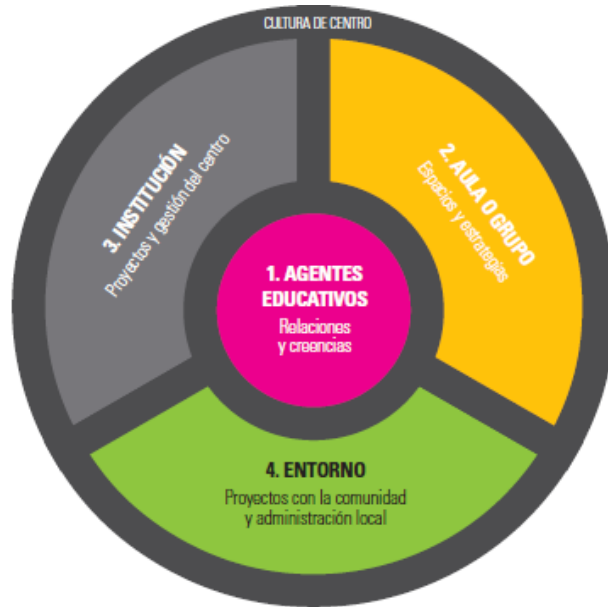 CULTURA DE CENTRO
1. AGENTES
EDUCATIVOS
Relaciones
y creencias
2. AULA O GRUPO
Espacios y estrategias
3. INSTITUCIÓN
Proyectos y gestión del centro
4. ENTORNO
Proyectos con la comunidad
y administración local